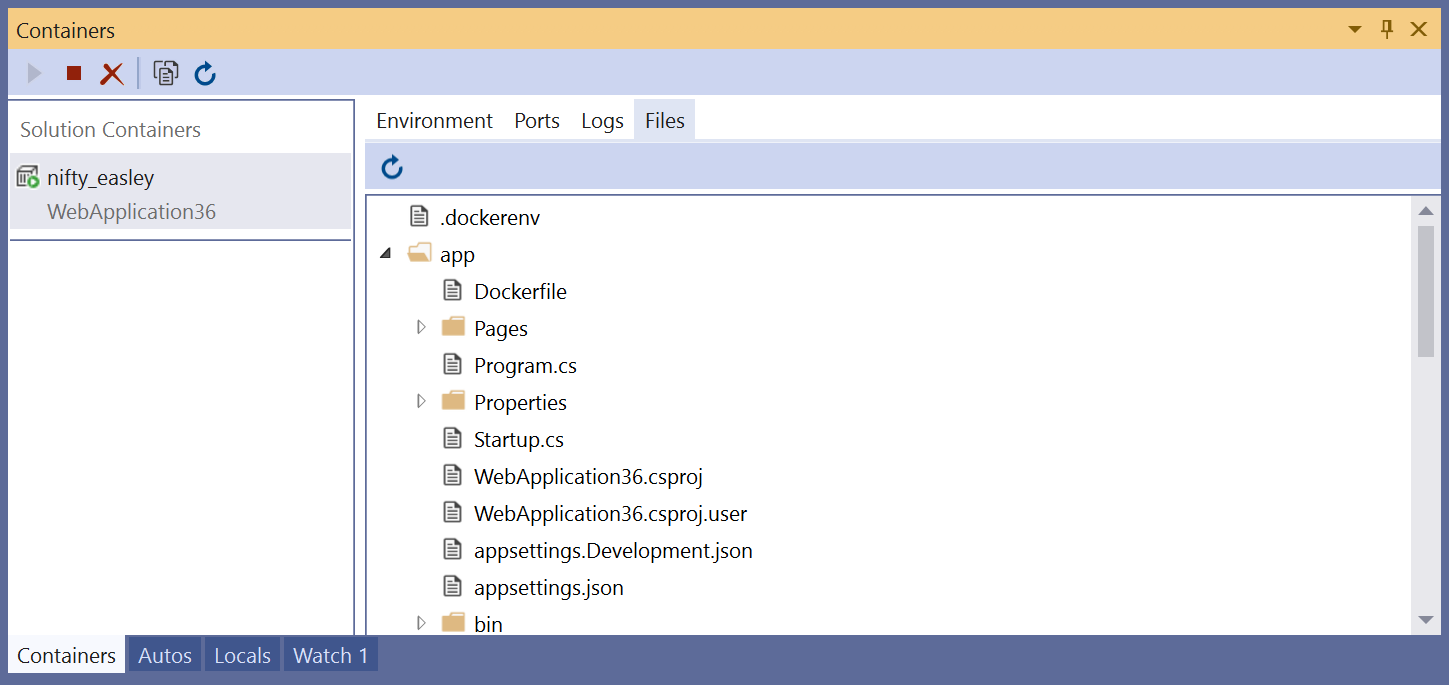 Containers
Solution Containers
nifty_easley
WebApplication36
Environment Ports Logs Files
.dockerenv
app
Dockerfile
Pages
Program.cs
Properties
Startup.cs
WebApplication36.csproj
WebApplication36.csproj.user
appsettings.Development.json
appsettings.json
bin
Containers Autos Locals Watch 1